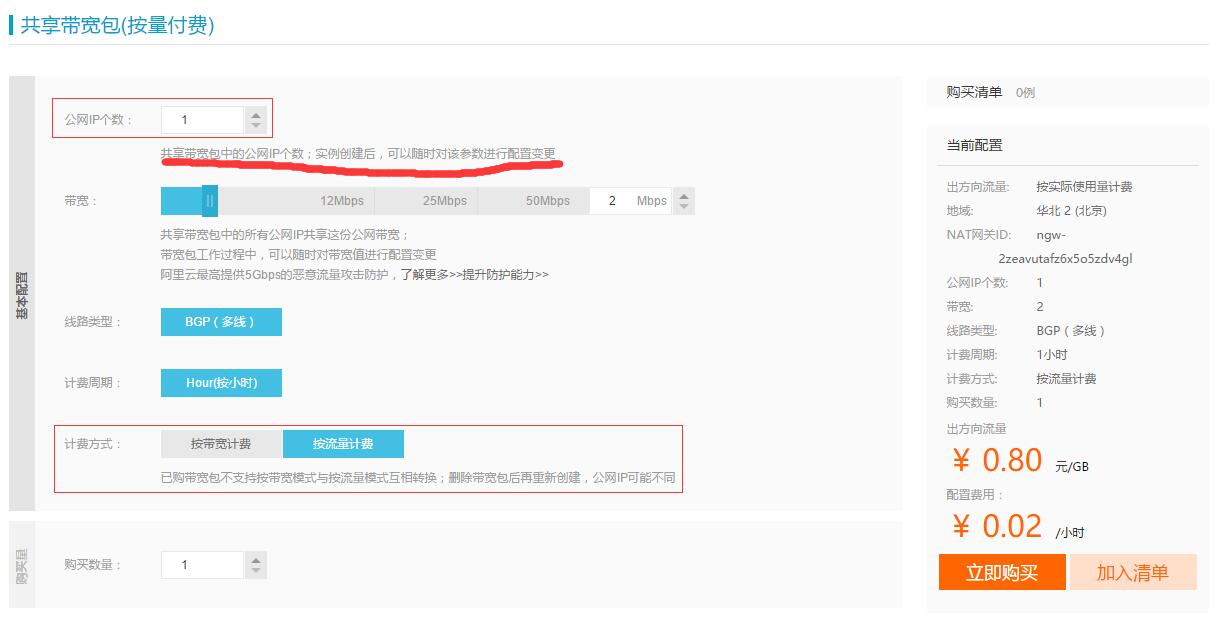 共享带宽包(按量付费)
基本配置
公网IP个数：
1
共享带宽包中的公网IP个数；实例创建后，可以随时对该参数进行配置变更
带宽：
12Mbps
25Mbps
50Mbps
2 Mbps
共享带宽包中的所有公网IP共享这份公网带宽；
带宽包工作过程中，可以随时对带宽值进行配置变更
阿里云最高提供5Gbps的恶意流量攻击防护，了解更多>>提升防护能力>>
线路类型：
BGP（多线）
计费周期：
Hour(按小时)
计费方式：
按带宽计费
按流量计费
已购带宽包不支持按带宽模式与按流量模式互相转换；删除带宽包后再重新创建，公网IP可能不同
购买量
购买数量：
1
购买清单 0例
当前配置
出方向流量: 按实际使用量计费
地域: 华北 2 (北京)
NAT网关ID: ngw-
2zeavutafz6x5o5zdv4gl
公网IP个数: 1
带宽: 2
线路类型: BGP（多线）
计费周期: 1小时
计费方式: 按流量计费
购买数量: 1
出方向流量
¥ 0.80 元/GB
配置费用：
¥ 0.02 /小时
立即购买
加入清单